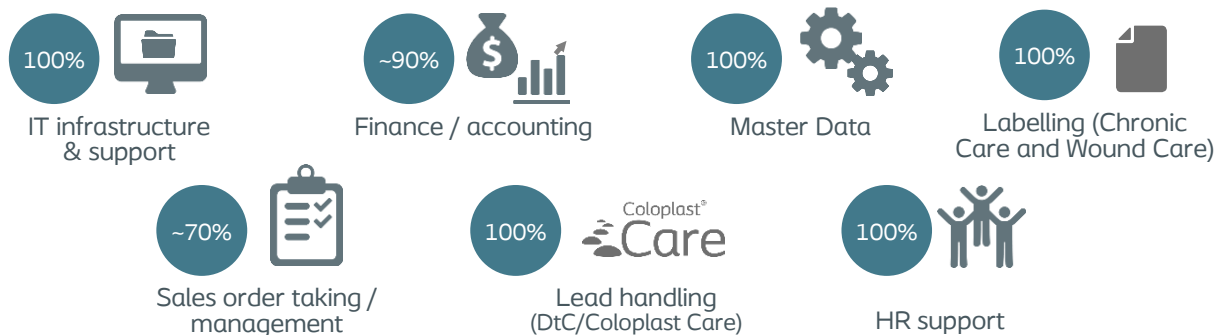 100%
IT infrastructure
& support
~90%
$
Finance / accounting
100%
Master Data
100%
Labelling (Chronic
Care and Wound Care)
~70%
Sales order taking /
management
100%
Coloplast®
Care
Lead handling
(DtC/Coloplast Care)
100%
HR support